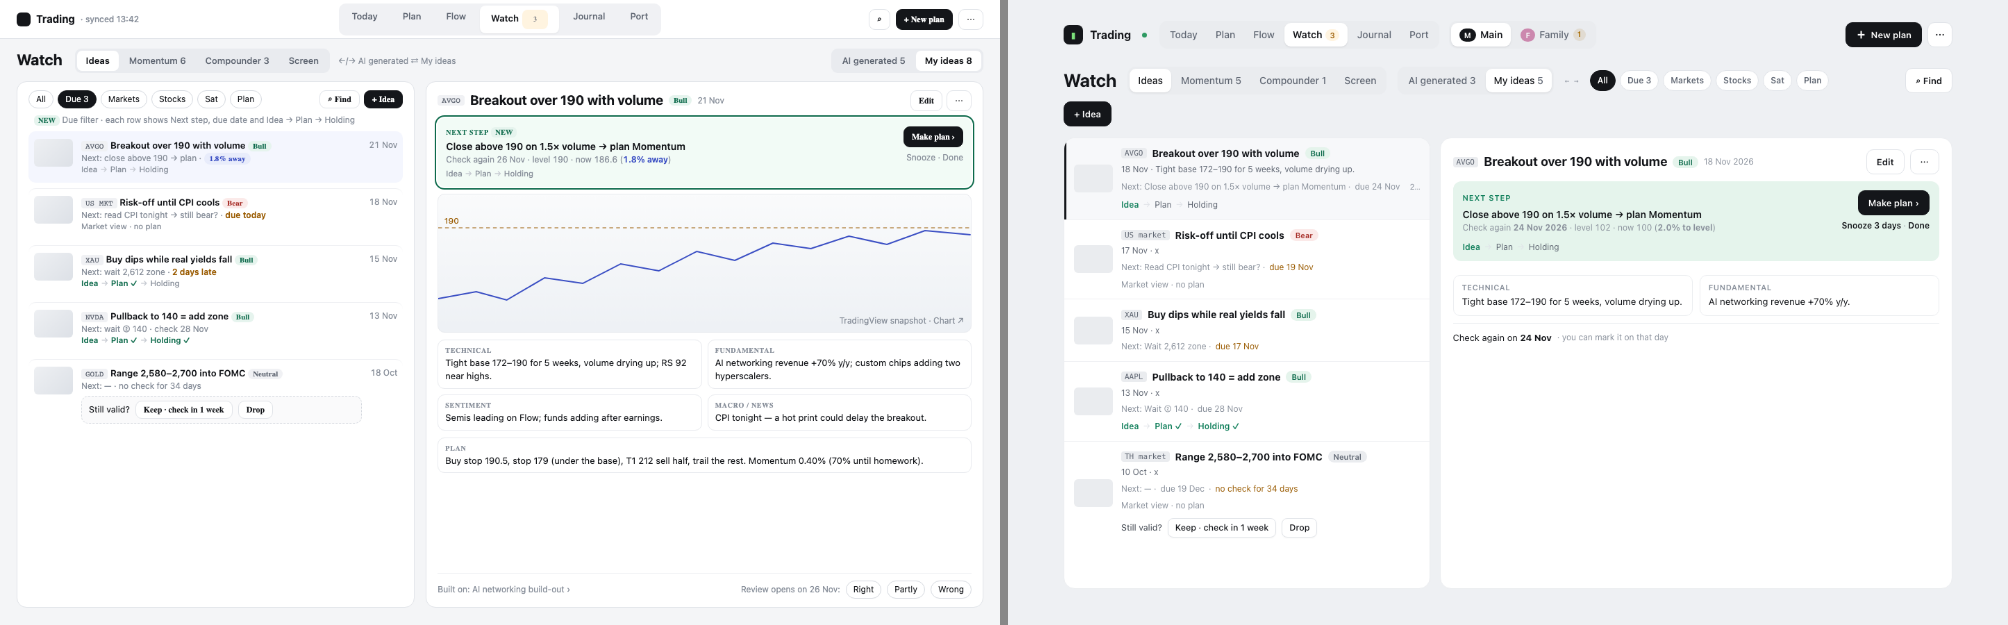 Trading · synced 13:42
Today Plan Flow Watch 3 Journal Port
+ New plan ...
Watch
Ideas Momentum 6 Compounder 3 Screen
←/→ AI generated ⇄ My ideas
AI generated 5 My ideas 8
All Due 3 Markets Stocks Sat Plan
Find + Idea
NEW Due filter · each row shows Next step, due date and Idea → Plan → Holding
AVGO Breakout over 190 with volume Bull 21 Nov
Next: close above 190 → plan · 1.8% away
Idea → Plan → Holding
US MKT Risk-off until CPI cools Bear 18 Nov
Next: read CPI tonight → still bear? · due today
Market view · no plan
XAU Buy dips while real yields fall Bull 15 Nov
Next: wait 2,612 zone · 2 days late
Idea → Plan ✓ → Holding
NVDA Pullback to 140 = add zone Bull 13 Nov
Next: wait @ 140 · check 28 Nov
Idea → Plan ✓ → Holding ✓
GOLD Range 2,580–2,700 into FOMC Neutral 18 Oct
Next: — · no check for 34 days
Still valid? Keep · check in 1 week Drop
AVGO Breakout over 190 with volume Bull 21 Nov
Edit ...
NEXT STEP NEW
Close above 190 on 1.5× volume → plan Momentum
Check again 26 Nov · level 190 · now 186.6 (1.8% away)
Idea → Plan → Holding
Make plan ›
Snooze · Done
190
TradingView snapshot · Chart ↗
TECHNICAL
Tight base 172–190 for 5 weeks, volume drying up; RS 92
near highs.
FUNDAMENTAL
AI networking revenue +70% y/y; custom chips adding two
hyperscalers.
SENTIMENT
Semis leading on Flow; funds adding after earnings.
MACRO / NEWS
CPI tonight — a hot print could delay the breakout.
PLAN
Buy stop 190.5, stop 179 (under the base), T1 212 sell half, trail the rest. Momentum 0.40% (70% until homework).
Built on: AI networking build-out ›
Review opens on 26 Nov: Right Partly Wrong
Trading
Today Plan Flow Watch 3 Journal Port
M Main F Family 1
+ New plan ...
Watch
Ideas Momentum 5 Compounder 1 Screen
AI generated 3 My ideas 5
← →
All Due 3 Markets Stocks Sat Plan
Find
+ Idea
AVGO Breakout over 190 with volume Bull
18 Nov · Tight base 172–190 for 5 weeks, volume drying up.
Next: Close above 190 on 1.5× volume → plan Momentum · due 24 Nov 2...
Idea → Plan → Holding
US market Risk-off until CPI cools Bear
17 Nov · x
Next: Read CPI tonight → still bear? · due 19 Nov
Market view · no plan
XAU Buy dips while real yields fall Bull
15 Nov · x
Next: Wait 2,612 zone · due 17 Nov
AAPL Pullback to 140 = add zone Bull
13 Nov · x
Next: Wait @ 140 · due 28 Nov
Idea → Plan ✓ → Holding ✓
TH market Range 2,580–2,700 into FOMC Neutral
10 Oct · x
Next: — · due 19 Dec · no check for 34 days
Market view · no plan
Still valid? Keep · check in 1 week Drop
AVGO Breakout over 190 with volume Bull 18 Nov 2026
Edit ...
NEXT STEP
Close above 190 on 1.5× volume → plan Momentum
Check again 24 Nov 2026 · level 102 · now 100 (2.0% to level)
Idea → Plan → Holding
Make plan ›
Snooze 3 days · Done
TECHNICAL
Tight base 172–190 for 5 weeks, volume drying up.
FUNDAMENTAL
AI networking revenue +70% y/y.
Check again on 24 Nov · you can mark it on that day